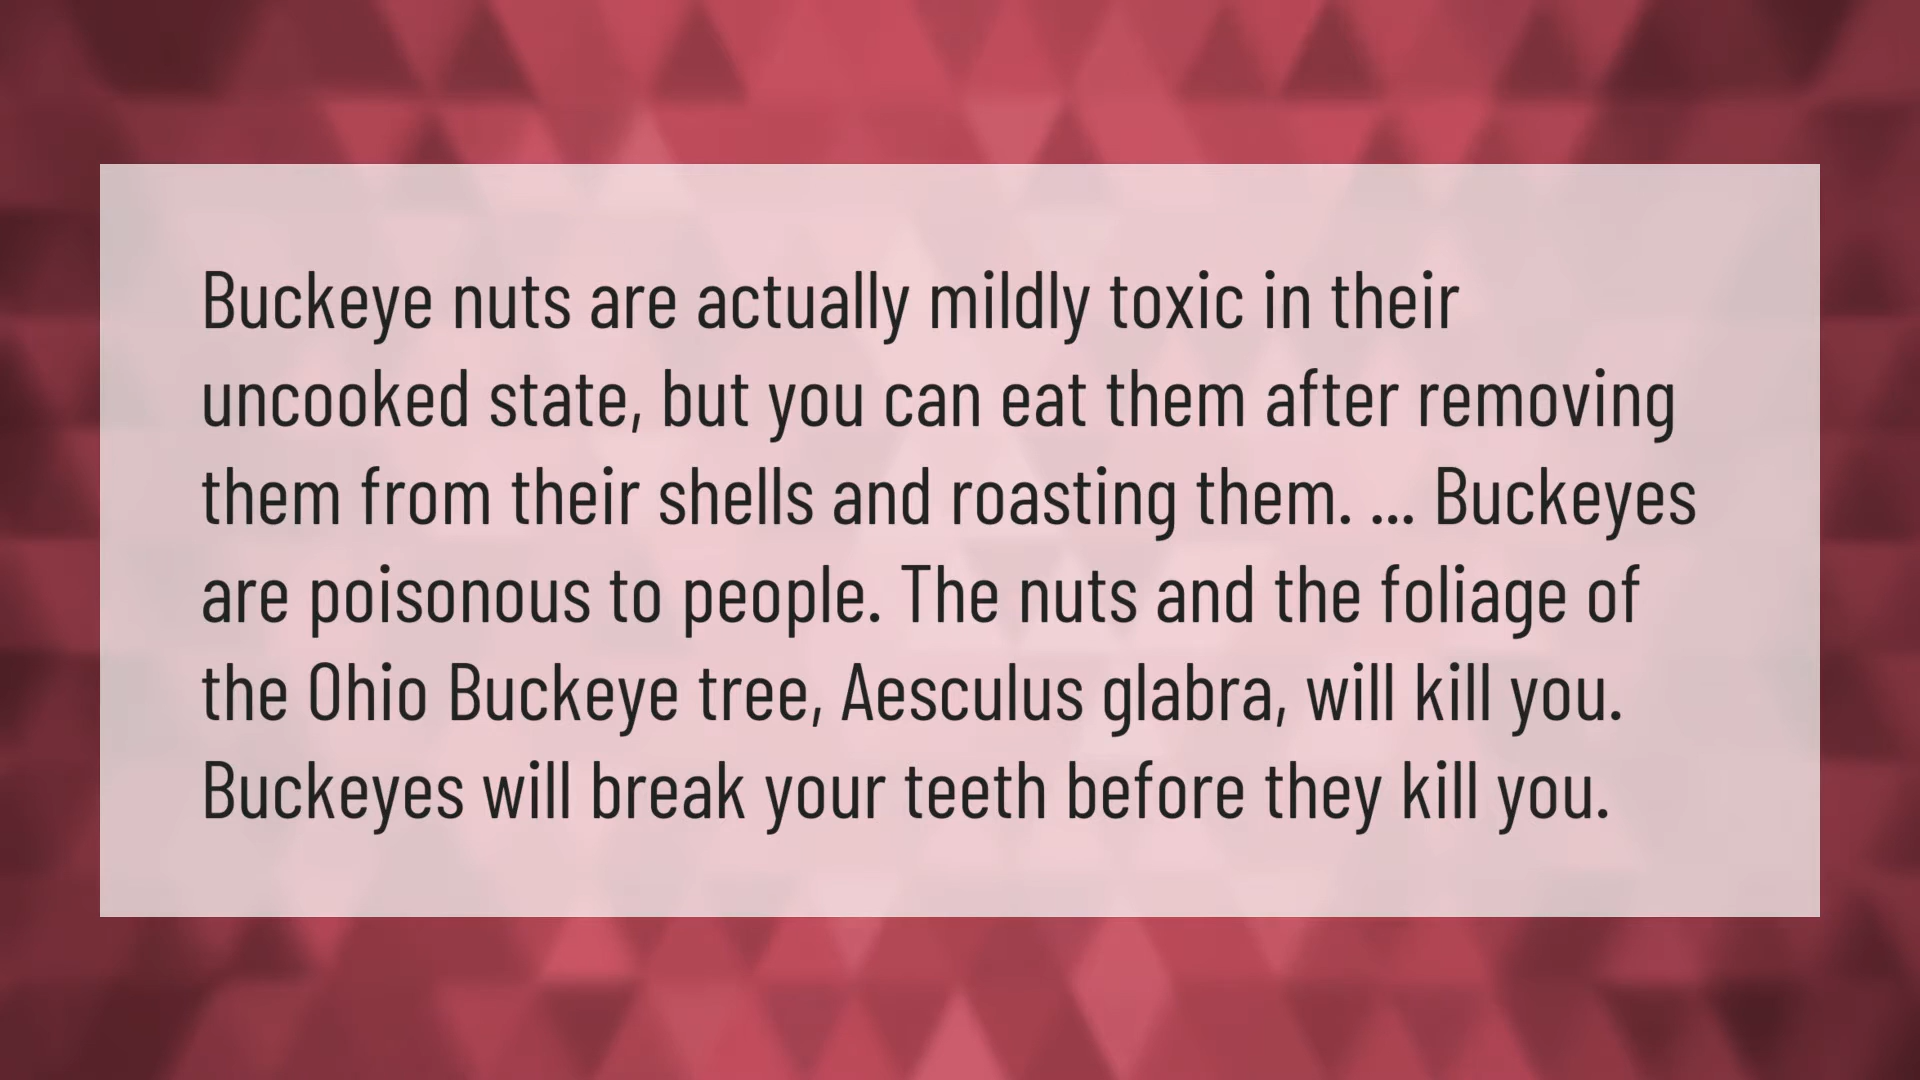 Buckeye nuts are actually mildly toxic in their
uncooked state, but you can eat them after removing
them from their shells and roasting them. ... Buckeyes
are poisonous to people. The nuts and the foliage of
the Ohio Buckeye tree, Aesculus glabra, will kill you.
Buckeyes will break your teeth before they kill you.